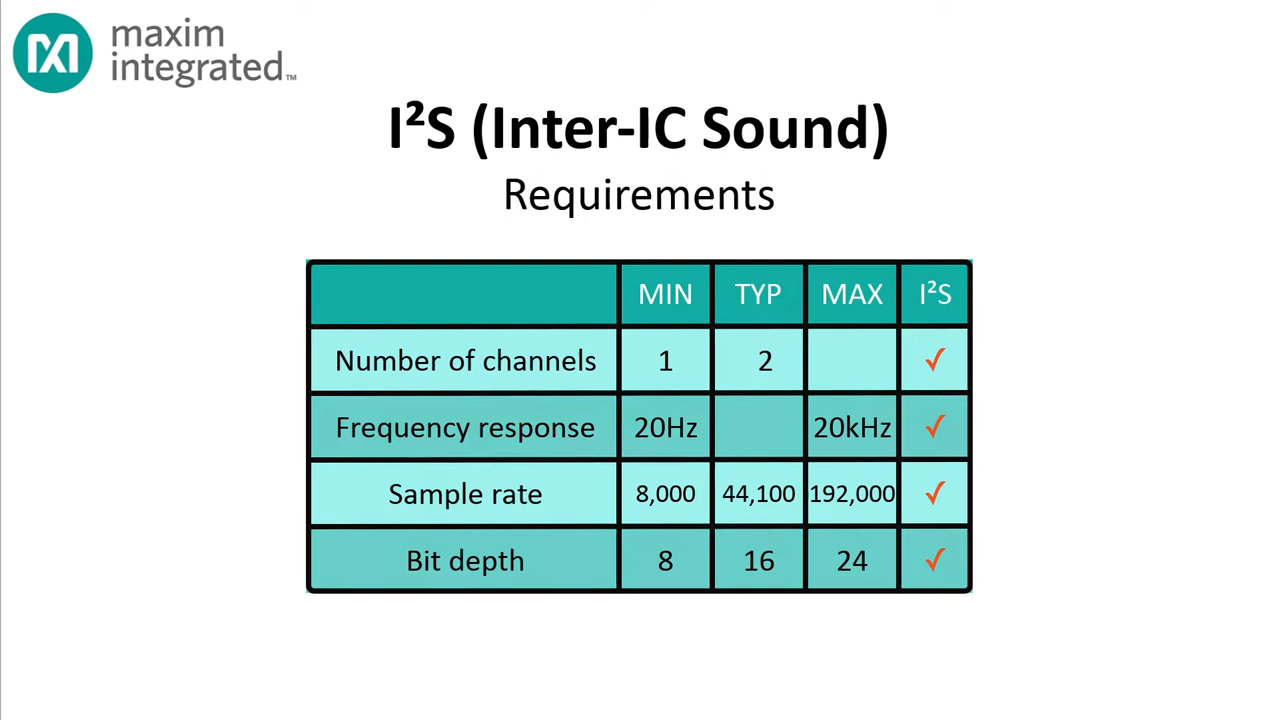 maxim
integrated™
I²S (Inter-IC Sound)
Requirements
MIN TYP MAX I²S
Number of channels 1 2 ✓
Frequency response 20Hz 20kHz ✓
Sample rate 8,000 44,100 192,000 ✓
Bit depth 8 16 24 ✓